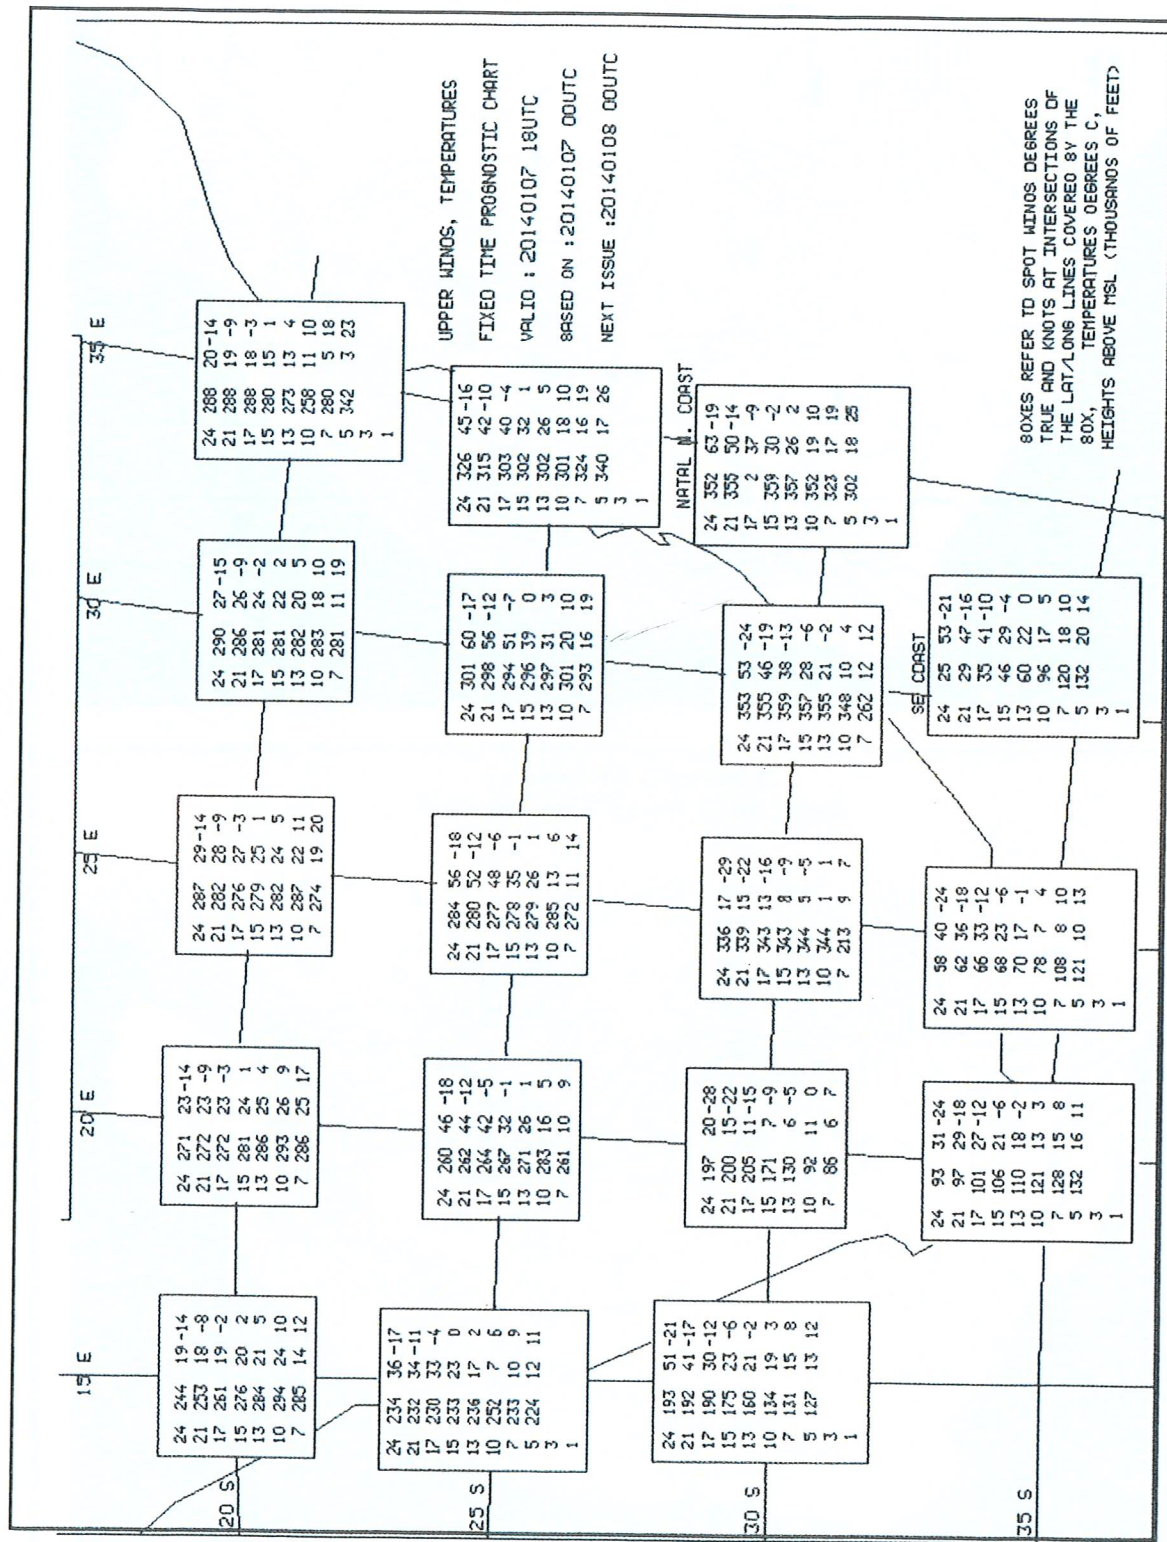 15 E
20 E
25 E
30 E
35 E
20 S
24 244 19 -14
21 253 18 -8
17 261 19 -2
15 276 20 2
13 284 21 5
10 294 24 10
7 285 14 12
24 271 23 -14
21 272 23 -9
17 272 23 -3
15 281 24 1
13 286 25 4
10 293 26 9
7 286 25 17
24 287 29 -14
21 282 28 -9
17 276 27 -3
15 279 25 1
13 282 24 5
10 287 22 11
7 274 19 20
24 290 27 -15
21 286 26 -9
17 281 24 -2
15 281 22 2
13 282 20 5
10 283 18 10
7 281 11 19
24 288 20 -14
21 288 19 -9
17 288 18 -3
15 280 15 1
13 273 13 4
10 258 11 10
7 280 5 18
5 342 3 23
3
1
25 S
24 234 36 -17
21 232 34 -11
17 230 33 -4
15 233 23 0
13 236 17 2
10 252 7 6
7 233 10 9
5 224 12 11
3
1
24 260 46 -18
21 262 44 -12
17 264 42 -5
15 267 32 -1
13 271 26 1
10 283 16 5
7 261 10 9
24 284 56 -18
21 280 52 -12
17 277 48 -6
15 278 35 -1
13 279 26 1
10 285 13 6
7 272 11 14
24 301 60 -17
21 298 56 -12
17 294 51 -7
15 296 39 0
13 297 31 3
10 301 20 10
7 293 16 19
24 326 45 -16
21 315 42 -10
17 303 40 -4
15 302 32 1
13 302 26 5
10 301 18 10
7 324 16 19
5 340 17 26
3
1
UPPER WINDS, TEMPERATURES
FIXED TIME PROGNOSTIC CHART
VALID : 20140107 18UTC
BASED ON : 20140107 00UTC
NEXT ISSUE : 20140108 00UTC
30 S
24 193 51 -21
21 192 41 -17
17 190 30 -12
15 175 23 -6
13 160 21 -2
10 134 19 3
7 131 15 8
5 127 13 12
3
1
24 197 20 -28
21 200 15 -22
17 205 11 -15
15 171 7 -9
13 130 6 -5
10 92 11 0
7 86 6 7
24 336 17 -29
21 339 15 -22
17 343 13 -16
15 343 8 -9
13 344 5 -5
10 344 1 1
7 213 9 7
24 353 53 -24
21 355 46 -19
17 359 38 -13
15 357 28 -6
13 355 21 -2
10 348 10 4
7 262 12 12
NATAL N. COAST
24 352 63 -19
21 355 50 -14
17 2 37 -9
15 359 30 -2
13 357 26 2
10 352 19 10
7 323 17 19
5 302 18 25
3
1
35 S
24 93 31 -24
21 97 29 -18
17 101 27 -12
15 106 21 -6
13 110 18 -2
10 121 13 3
7 128 15 8
5 132 16 11
3
1
24 58 40 -24
21 62 36 -18
17 66 33 -12
15 68 23 -6
13 70 17 -1
10 78 7 4
7 108 8 10
5 121 10 13
3
1
SE COAST
24 25 53 -21
21 29 47 -16
17 35 41 -10
15 46 29 -4
13 60 22 0
10 96 17 5
7 120 18 10
5 132 20 14
3
1
BOXES REFER TO SPOT WINDS DEGREES
TRUE AND KNOTS AT INTERSECTIONS OF
THE LAT/LONG LINES COVERED BY THE
BOX, TEMPERATURES DEGREES C,
HEIGHTS ABOVE MSL (THOUSANDS OF FEET)